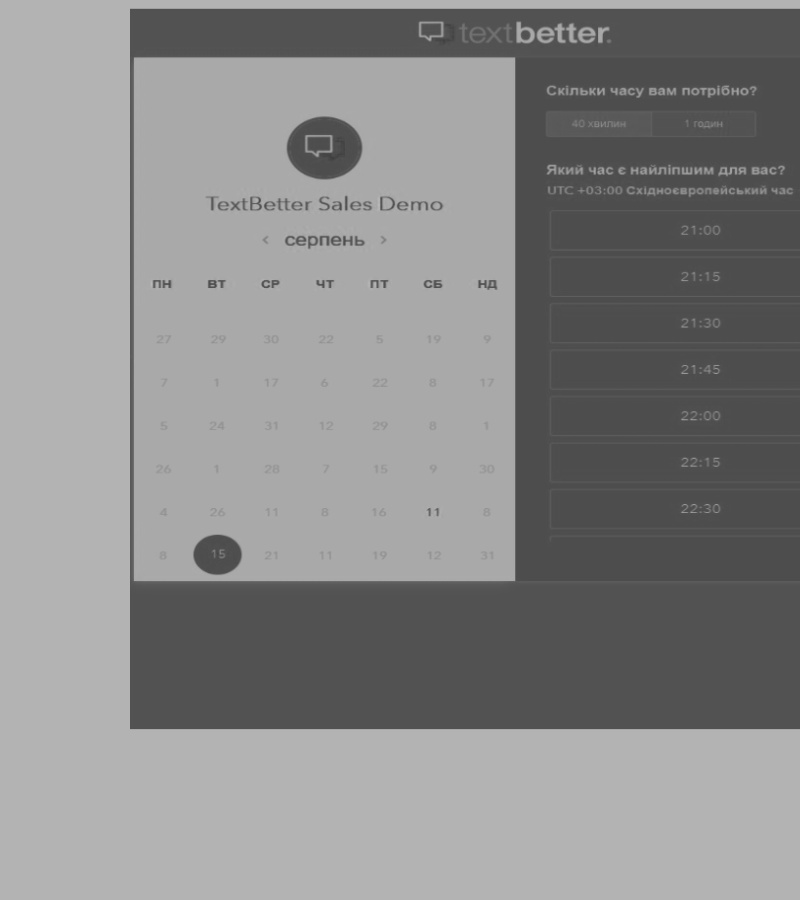 textbetter.
TextBetter Sales Demo
‹ серпень ›
ПН ВТ СР ЧТ ПТ СБ НД
27 29 30 22 5 19 9
7 1 17 6 22 8 17
5 24 31 12 29 8 1
26 1 28 7 15 9 30
4 26 11 8 16 11 8
8 15 21 11 19 12 31
Скільки часу вам потрібно?
40 хвилин 1 годин
Який час є найліпшим для вас?
UTC +03:00 Східноєвропейський час
21:00
21:15
21:30
21:45
22:00
22:15
22:30